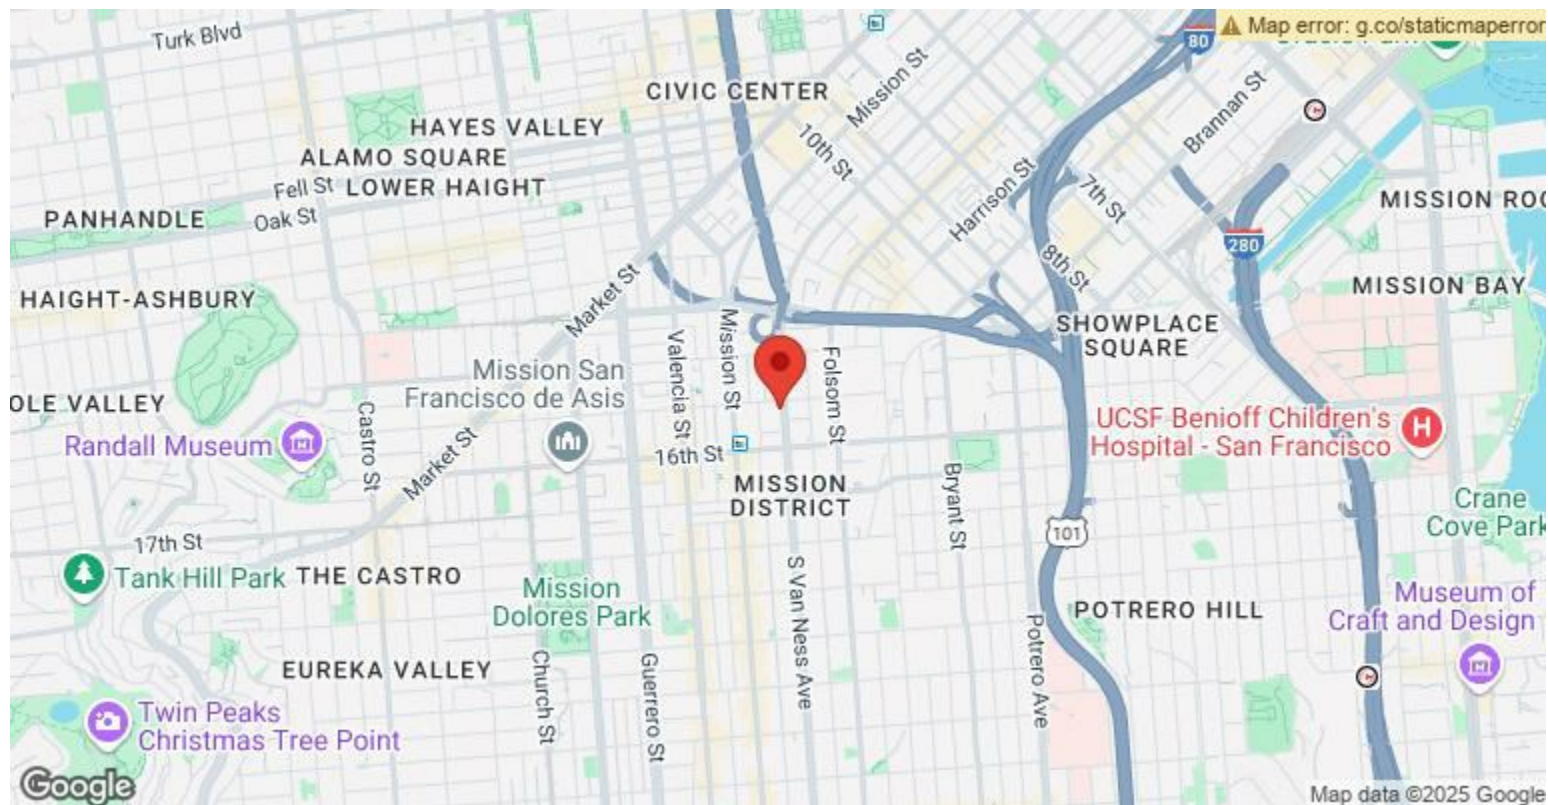 Turk Blvd
Map error: g.co/staticmaperror
80
CIVIC CENTER
Mission St
Brannan St
HAYES VALLEY
10th St
ALAMO SQUARE
Fell St
LOWER HAIGHT
Harrison St
7th St
MISSION ROC
PANHANDLE
Oak St
280
8th St
HAIGHT-ASHBURY
Market St
MISSION BAY
Mission St
SHOWPLACE
SQUARE
Valencia St
Folsom St
Mission San
Francisco de Asis
OLE VALLEY
Castro St
UCSF Benioff Children's
Hospital - San Francisco
H
Randall Museum
Market St
16th St
MISSION
DISTRICT
Bryant St
Crane
Cove Park
101
17th St
Tank Hill Park
THE CASTRO
Mission
Dolores Park
S Van Ness Ave
POTRERO HILL
Museum of
Craft and Design
Potrero Ave
EUREKA VALLEY
Church St
Guerrero St
Twin Peaks
Christmas Tree Point
Google
Map data ©2025 Google